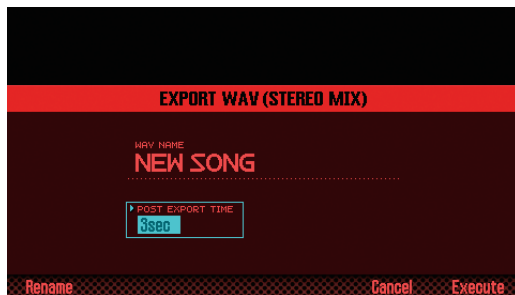 EXPORT WAV (STEREO MIX)
WAV NAME
NEW SONG
POST EXPORT TIME
3sec
Rename Cancel Execute